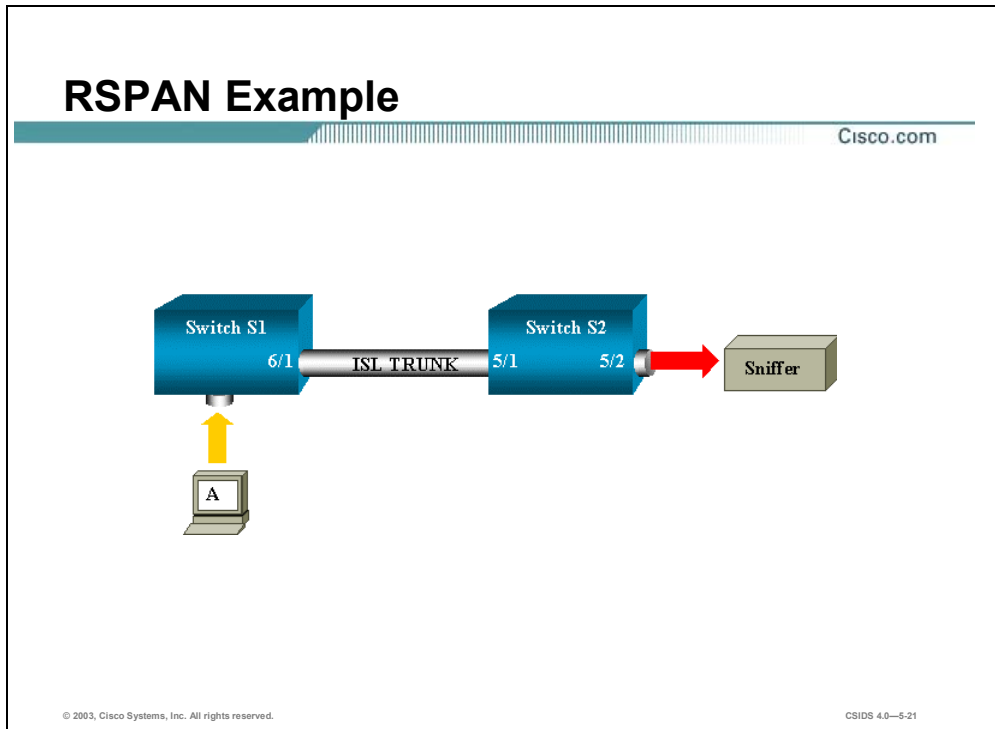 RSPAN Example
Cisco.com
Switch S1
Switch S2
6/1
ISL TRUNK
5/1
5/2
Sniffer
A
© 2003, Cisco Systems, Inc. All rights reserved.
CSIDS 4.0—5-21